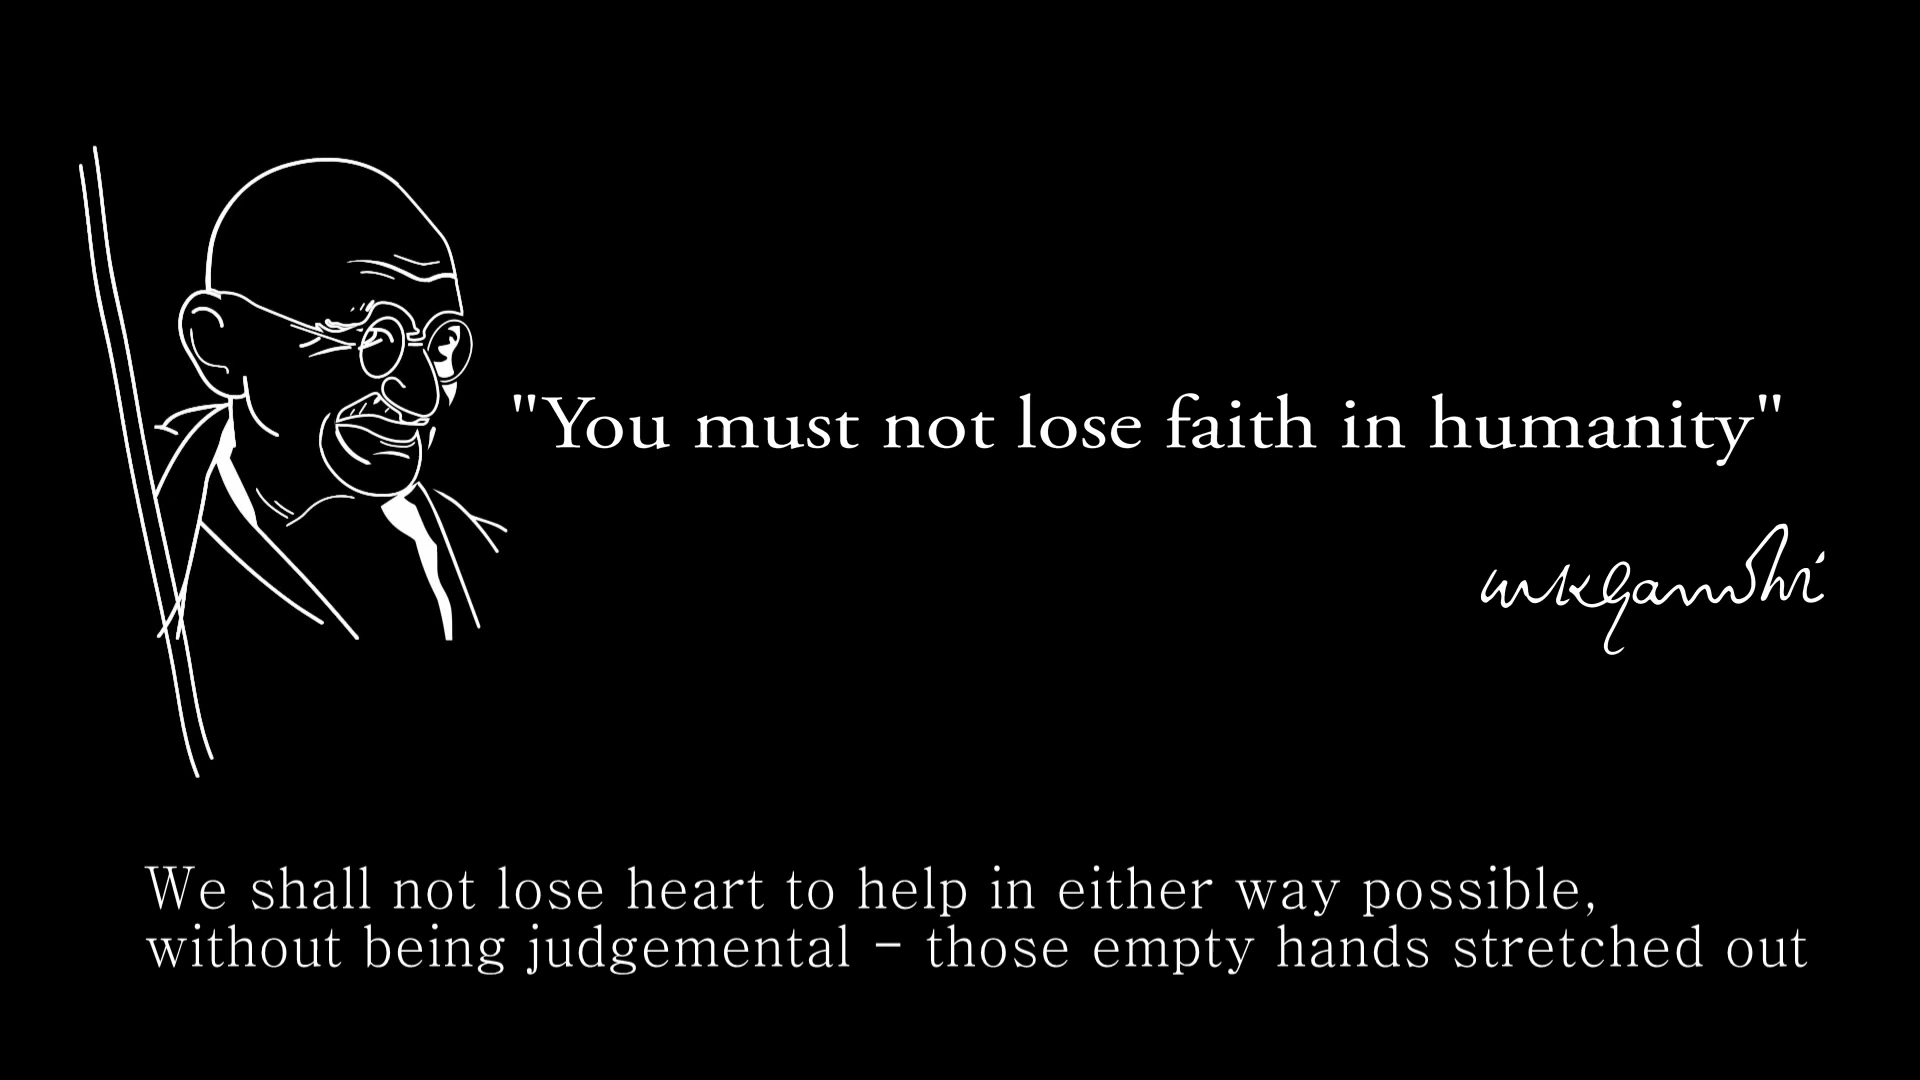 "You must not lose faith in humanity"
mkgandhi
We shall not lose heart to help in either way possible,
without being judgemental – those empty hands stretched out